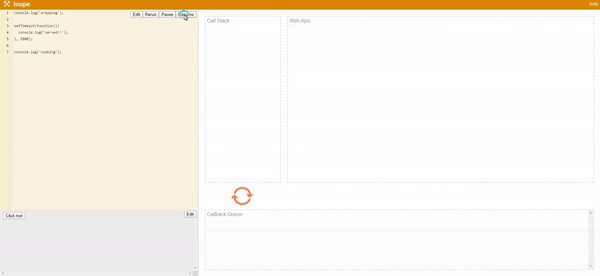 loupe
help
1 console.log('prepping');
2
3 setTimeout(function(){
4 console.log('served!');
5 }, 5000);
6
7 console.log('cooking');
Edit Rerun Pause
Call Stack
Web Apis
Click me!
Edit
Callback Queue